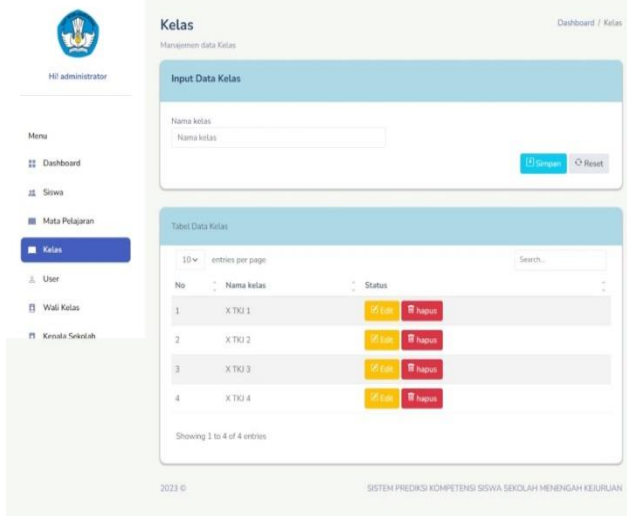 Hi! administrator
Menu
Dashboard
Siswa
Mata Pelajaran
Kelas
User
Wali Kelas
Kepala Sekolah
Kelas
Dashboard / Kelas
Manajemen data Kelas
Input Data Kelas
Nama kelas
Nama kelas
Simpan Reset
Tabel Data Kelas
10 entries per page Search...
No Nama kelas Status
1 X TKJ 1 Edit hapus
2 X TKJ 2 Edit hapus
3 X TKJ 3 Edit hapus
4 X TKJ 4 Edit hapus
Showing 1 to 4 of 4 entries
2023 © SISTEM PREDIKSI KOMPETENSI SISWA SEKOLAH MENENGAH KEJURUAN